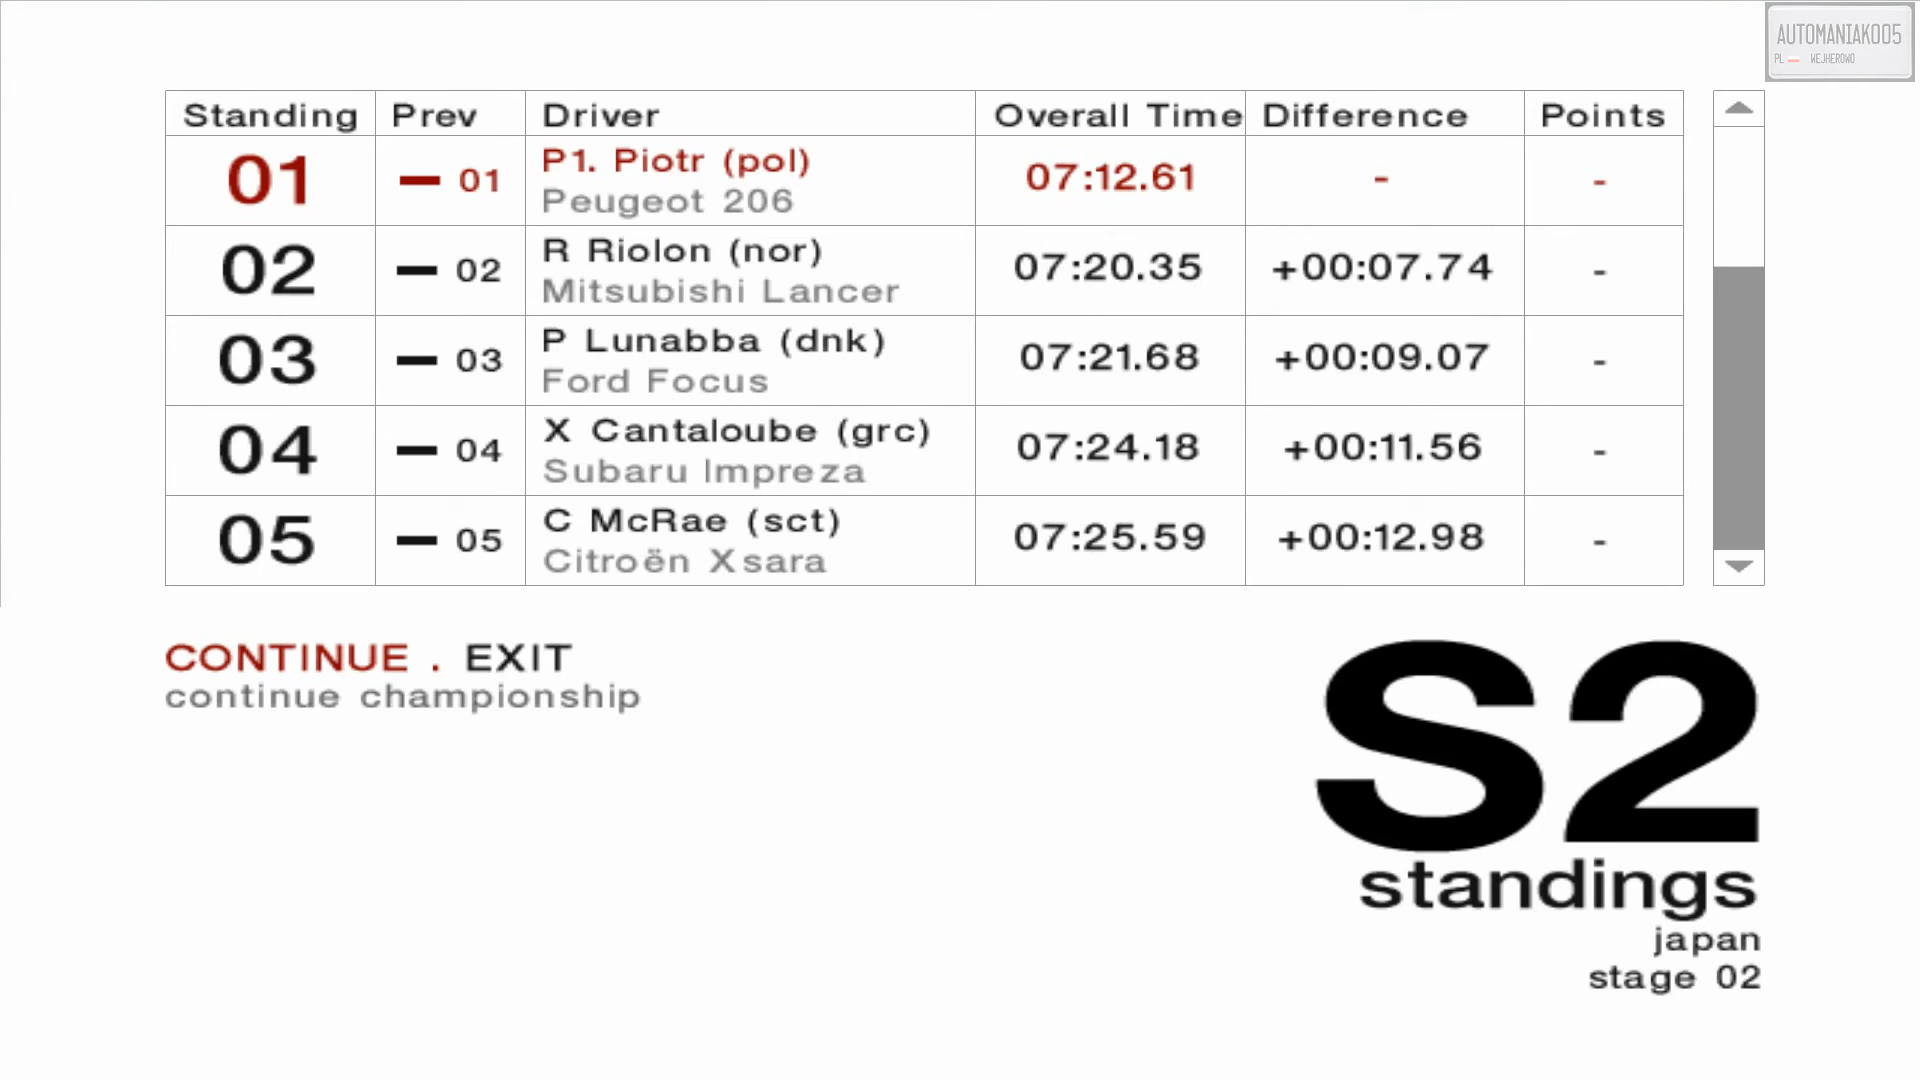 AUTOMANIAK005
PL WEJHEROWO
Standing Prev Driver Overall Time Difference Points
01 — 01 P1. Piotr (pol) 07:12.61 - -
Peugeot 206
02 — 02 R Riolon (nor) 07:20.35 +00:07.74 -
Mitsubishi Lancer
03 — 03 P Lunabba (dnk) 07:21.68 +00:09.07 -
Ford Focus
04 — 04 X Cantaloube (grc) 07:24.18 +00:11.56 -
Subaru Impreza
05 — 05 C McRae (sct) 07:25.59 +00:12.98 -
Citroën Xsara
CONTINUE . EXIT
continue championship
S2
standings
japan
stage 02